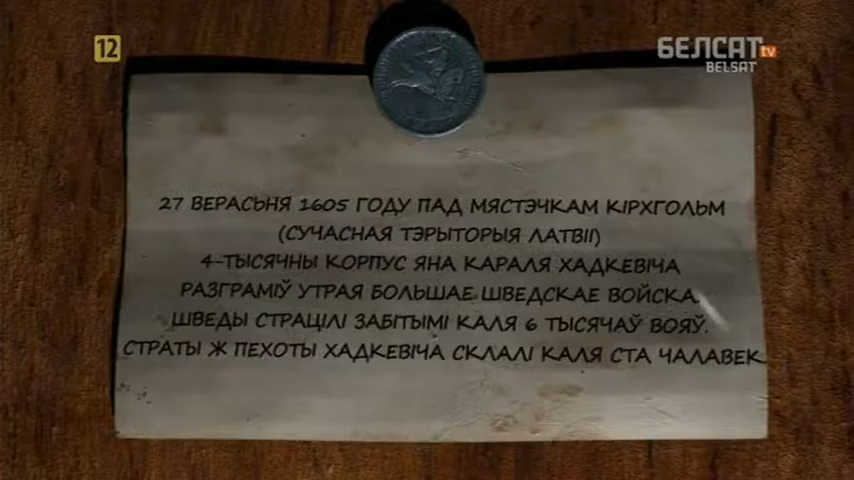 12
БЕЛСАТ tv
BELSAT
27 ВЕРАСЬНЯ 1605 ГОДУ ПАД МЯСТЭЧКАМ КІРХГОЛЬМ
(СУЧАСНАЯ ТЭРЫТОРЫЯ ЛАТВІІ)
4-ТЫСЯЧНЫ КОРПУС ЯНА КАРАЛЯ ХАДКЕВІЧА
РАЗГРАМІЎ УТРАЯ БОЛЬШАЕ ШВЕДСКАЕ ВОЙСКА.
ШВЕДЫ СТРАЦІЛІ ЗАБІТЫМІ КАЛЯ 6 ТЫСЯЧАЎ ВОЯЎ.
СТРАТЫ Ж ПЕХОТЫ ХАДКЕВІЧА СКЛАЛІ КАЛЯ СТА ЧАЛАВЕК.